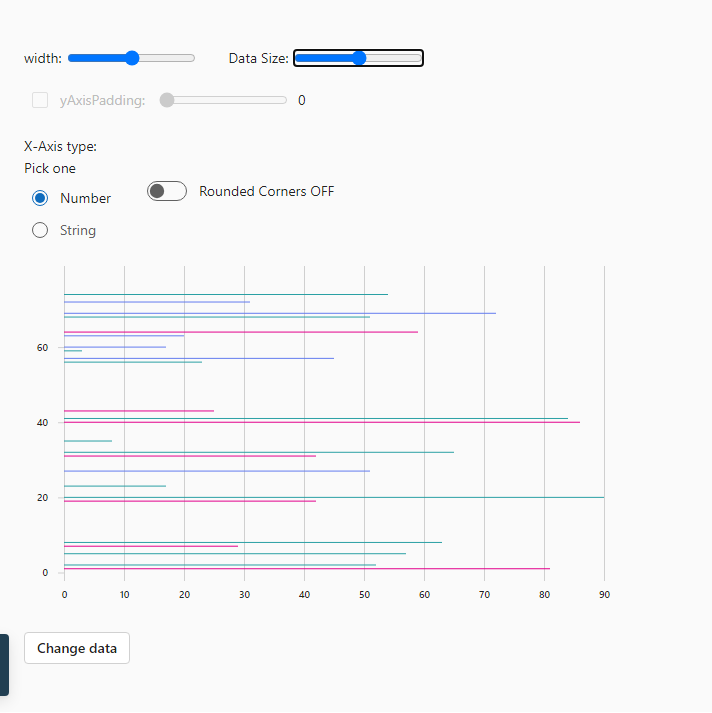 width: Data Size:
yAxisPadding: 0
X-Axis type:
Pick one
Number Rounded Corners OFF
String
60
40
20
0
0 10 20 30 40 50 60 70 80 90
Change data